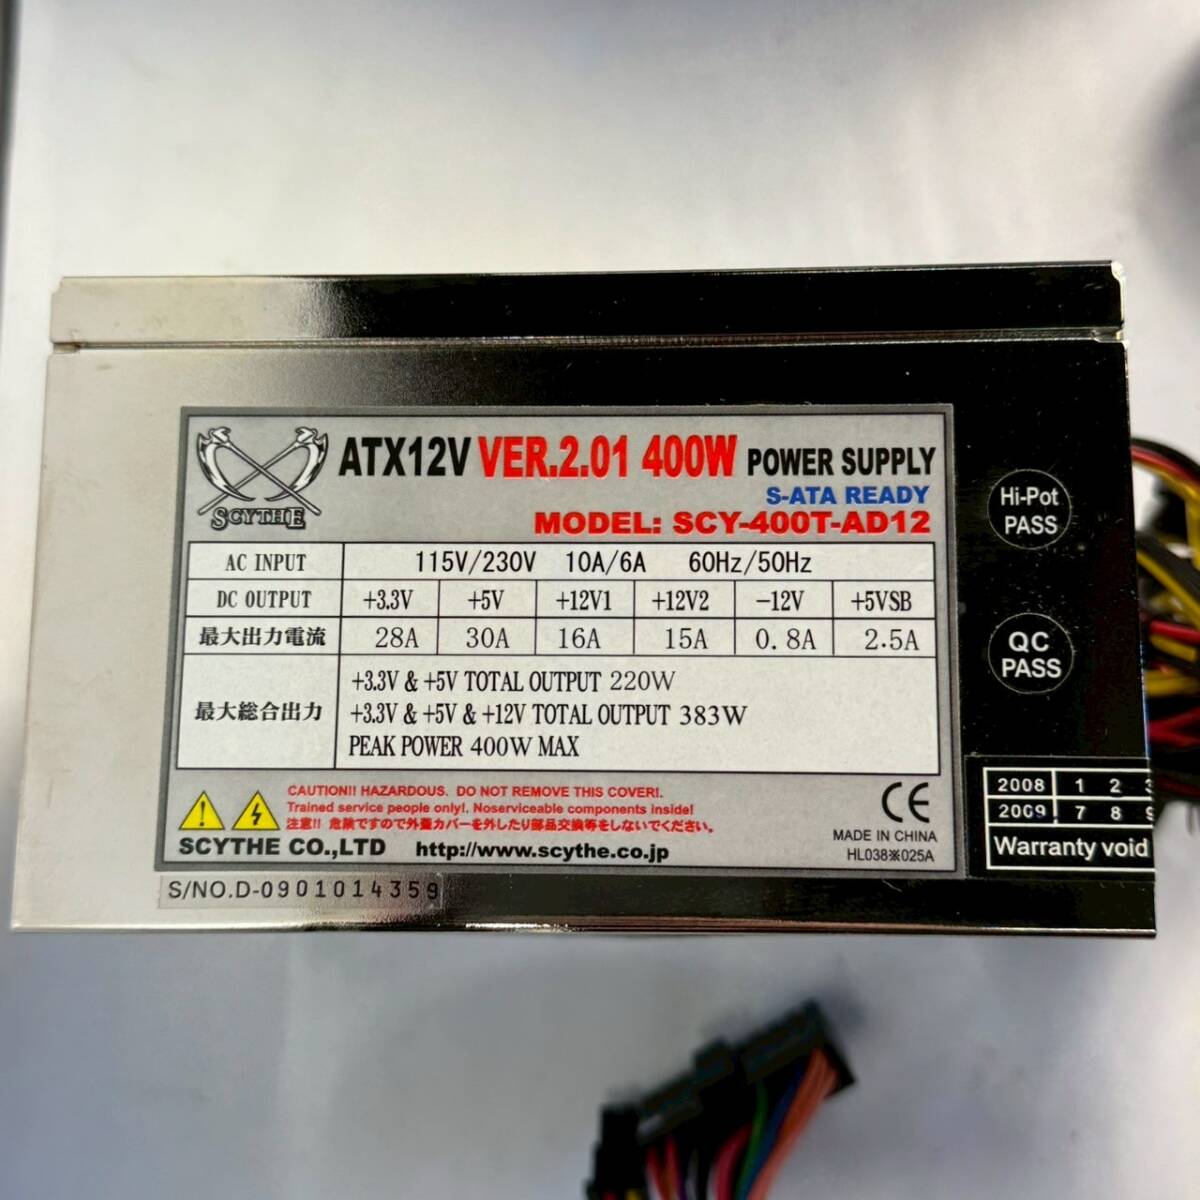 SCYTHE
ATX12V VER.2.01 400W POWER SUPPLY
S-ATA READY
MODEL: SCY-400T-AD12
AC INPUT 115V/230V 10A/6A 60Hz/50Hz
DC OUTPUT +3.3V +5V +12V1 +12V2 -12V +5VSB
最大出力電流 28A 30A 16A 15A 0.8A 2.5A
最大総合出力
+3.3V & +5V TOTAL OUTPUT 220W
+3.3V & +5V & +12V TOTAL OUTPUT 383W
PEAK POWER 400W MAX
CAUTION!! HAZARDOUS. DO NOT REMOVE THIS COVER!.
Trained service people only!. Noserviceable components inside!
注意!! 危険ですので外蓋カバーを外したり部品交換等をしないでください。
SCYTHE CO.,LTD http://www.scythe.co.jp
MADE IN CHINA
HL038※025A
S/NO.D-0901014359
Hi-Pot
PASS
QC
PASS
2008 1 2 3
2009 7 8 9
Warranty void